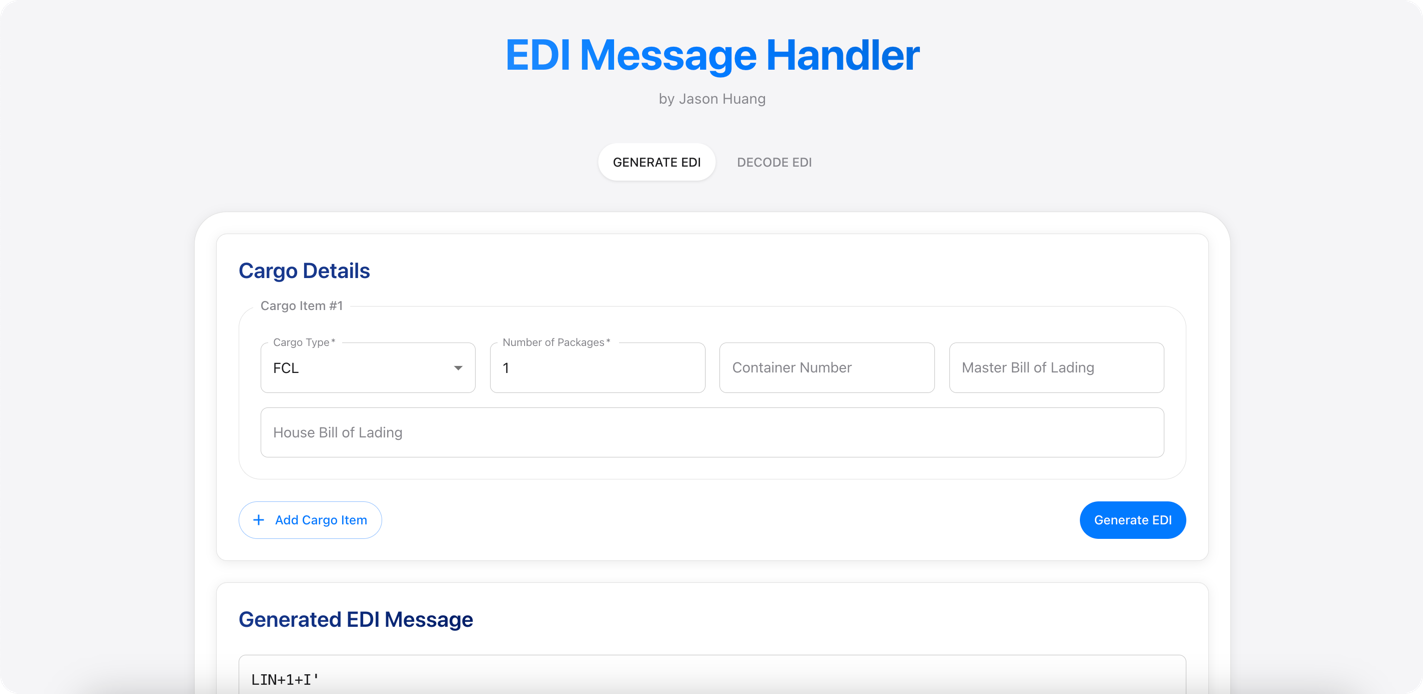 EDI Message Handler
by Jason Huang
GENERATE EDI DECODE EDI
Cargo Details
Cargo Item #1
Cargo Type* Number of Packages*
FCL 1 Container Number Master Bill of Lading
House Bill of Lading
+ Add Cargo Item Generate EDI
Generated EDI Message
LIN+1+I'